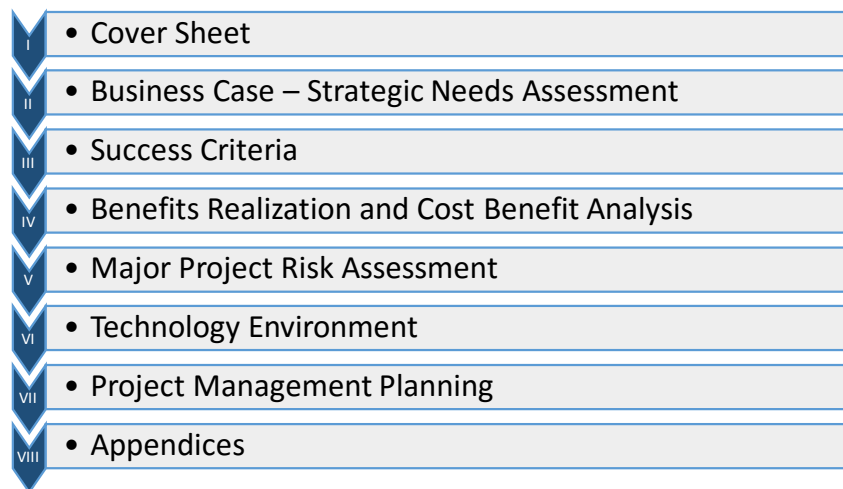 I
• Cover Sheet
II
• Business Case – Strategic Needs Assessment
III
• Success Criteria
IV
• Benefits Realization and Cost Benefit Analysis
V
• Major Project Risk Assessment
VI
• Technology Environment
VII
• Project Management Planning
VIII
• Appendices